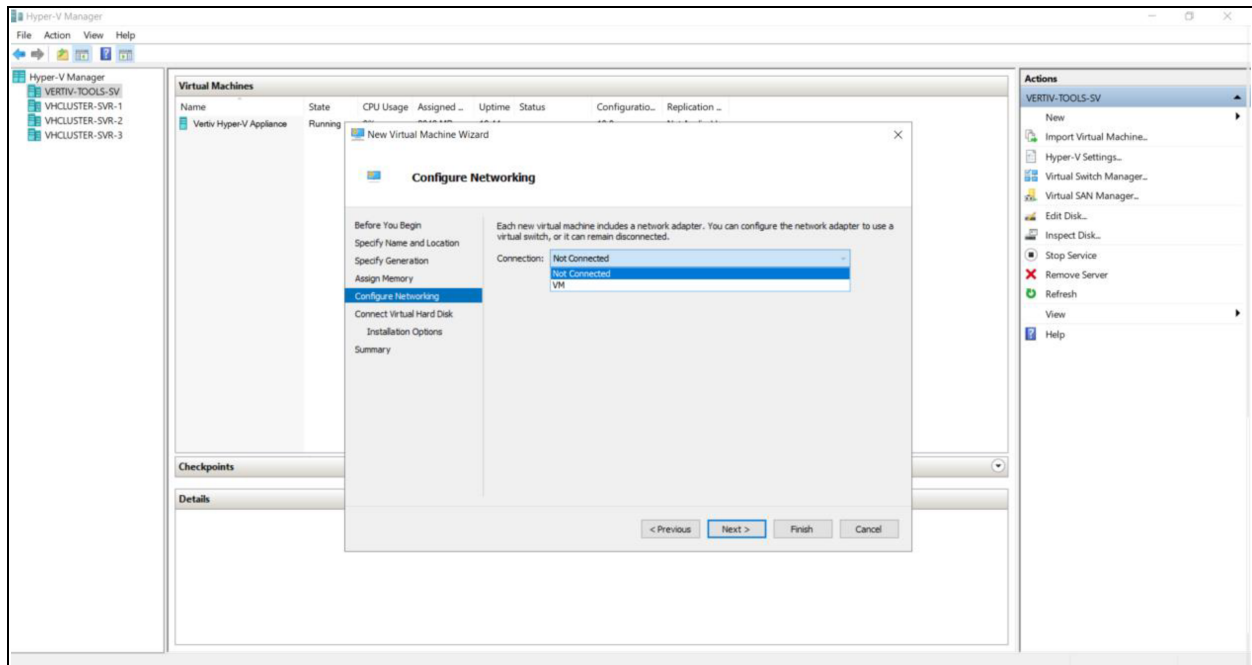 Hyper-V Manager
File Action View Help
Hyper-V Manager
VERTIV-TOOLS-SV
VHCLUSTER-SVR-1
VHCLUSTER-SVR-2
VHCLUSTER-SVR-3
Virtual Machines
Name State CPU Usage Assigned ... Uptime Status Configuratio... Replication ...
Vertiv Hyper-V Appliance Running
New Virtual Machine Wizard
Configure Networking
Before You Begin
Specify Name and Location
Specify Generation
Assign Memory
Configure Networking
Connect Virtual Hard Disk
Installation Options
Summary
Each new virtual machine includes a network adapter. You can configure the network adapter to use a
virtual switch, or it can remain disconnected.
Connection: Not Connected
Not Connected
VM
< Previous Next > Finish Cancel
Checkpoints
Details
Actions
VERTIV-TOOLS-SV
New
Import Virtual Machine...
Hyper-V Settings...
Virtual Switch Manager...
Virtual SAN Manager...
Edit Disk...
Inspect Disk...
Stop Service
Remove Server
Refresh
View
Help